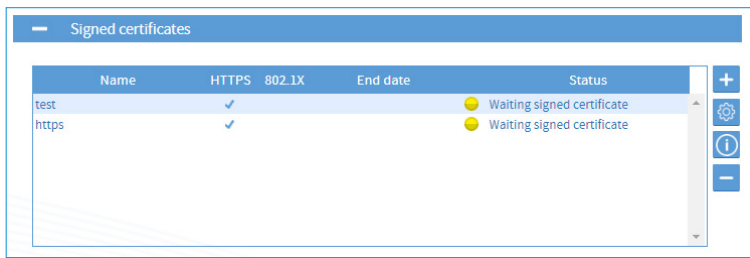 Signed certificates
Name HTTPS 802.1X End date Status
test Waiting signed certificate
https Waiting signed certificate